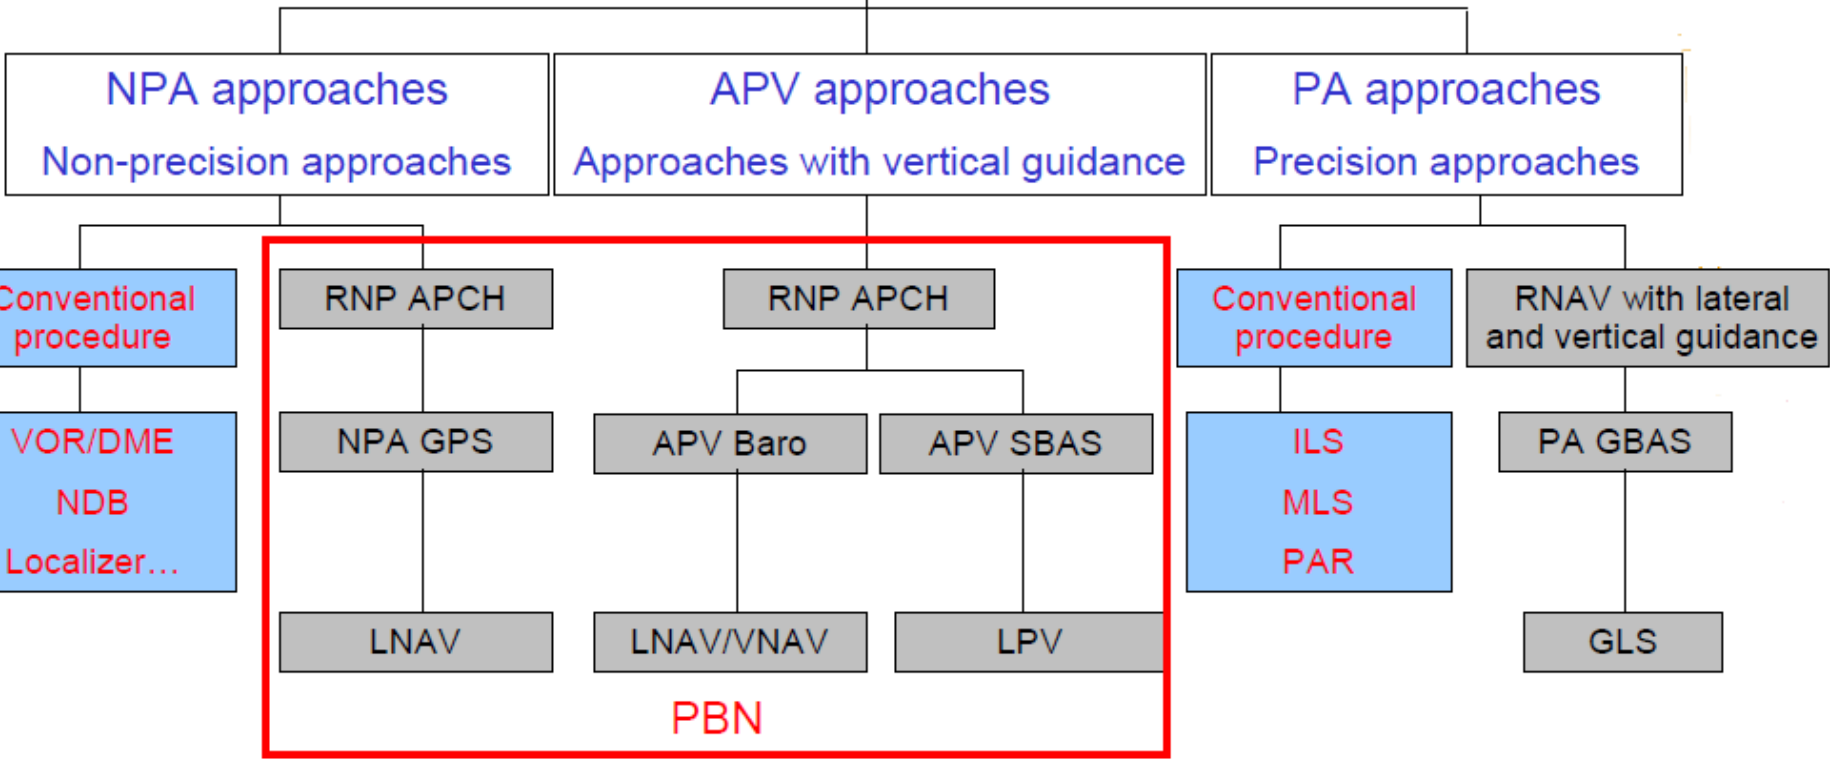 NPA approaches
Non-precision approaches
APV approaches
Approaches with vertical guidance
PA approaches
Precision approaches
Conventional
procedure
RNP APCH
RNP APCH
Conventional
procedure
RNAV with lateral
and vertical guidance
VOR/DME
NDB
Localizer...
NPA GPS
APV Baro
APV SBAS
ILS
MLS
PAR
PA GBAS
LNAV
LNAV/VNAV
LPV
GLS
PBN